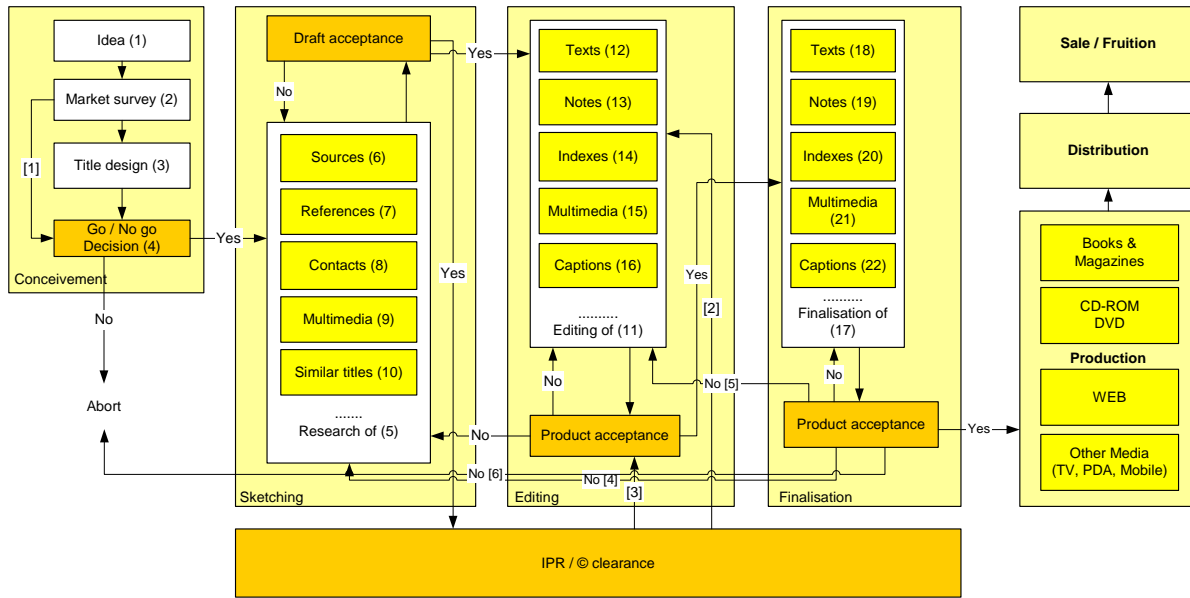 Idea (1)
Market survey (2)
[1]
Title design (3)
Go / No go
Decision (4)
Conceivement
Yes
No
Abort
Draft acceptance
No
Yes
Yes
Sources (6)
References (7)
Contacts (8)
Multimedia (9)
Similar titles (10)
.......
Research of (5)
Sketching
Texts (12)
Notes (13)
Indexes (14)
Multimedia (15)
Captions (16)
..........
Editing of (11)
No
No
Product acceptance
Yes
[2]
[3]
No [4]
No [5]
No [6]
Editing
Texts (18)
Notes (19)
Indexes (20)
Multimedia
(21)
Captions (22)
..........
Finalisation of
(17)
No
Product acceptance
Yes
Finalisation
Sale / Fruition
Distribution
Books &
Magazines
CD-ROM
DVD
Production
WEB
Other Media
(TV, PDA, Mobile)
IPR / © clearance